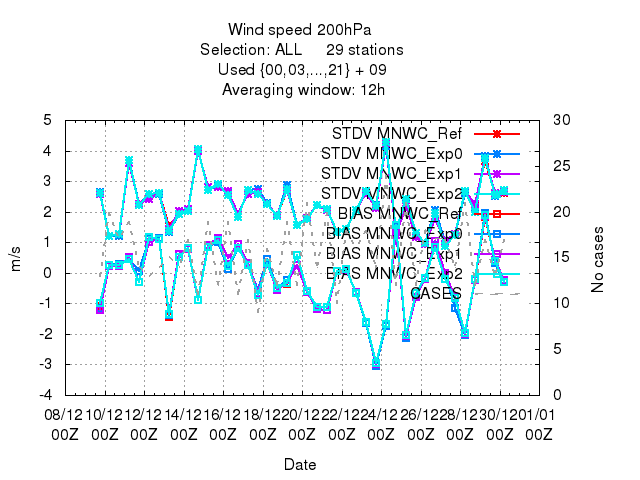 Wind speed 200hPa
Selection: ALL 29 stations
Used {00,03,...,21} + 09
Averaging window: 12h
5 30
STDV MNWC_Ref
STDV MNWC_Exp0
STDV MNWC_Exp1
STDV MNWC_Exp2
BIAS MNWC_Ref
BIAS MNWC_Exp0
BIAS MNWC_Exp1
BIAS MNWC_Exp2
CASES
4 25
3
2 20
1 15
0
-1 10
-2 5
-3
-4 0
m/s
No cases
08/12 10/12 12/12 14/12 16/12 18/12 20/12 22/12 24/12 26/12 28/12 30/12 01/01
00Z 00Z 00Z 00Z 00Z 00Z 00Z 00Z 00Z 00Z 00Z 00Z 00Z
Date